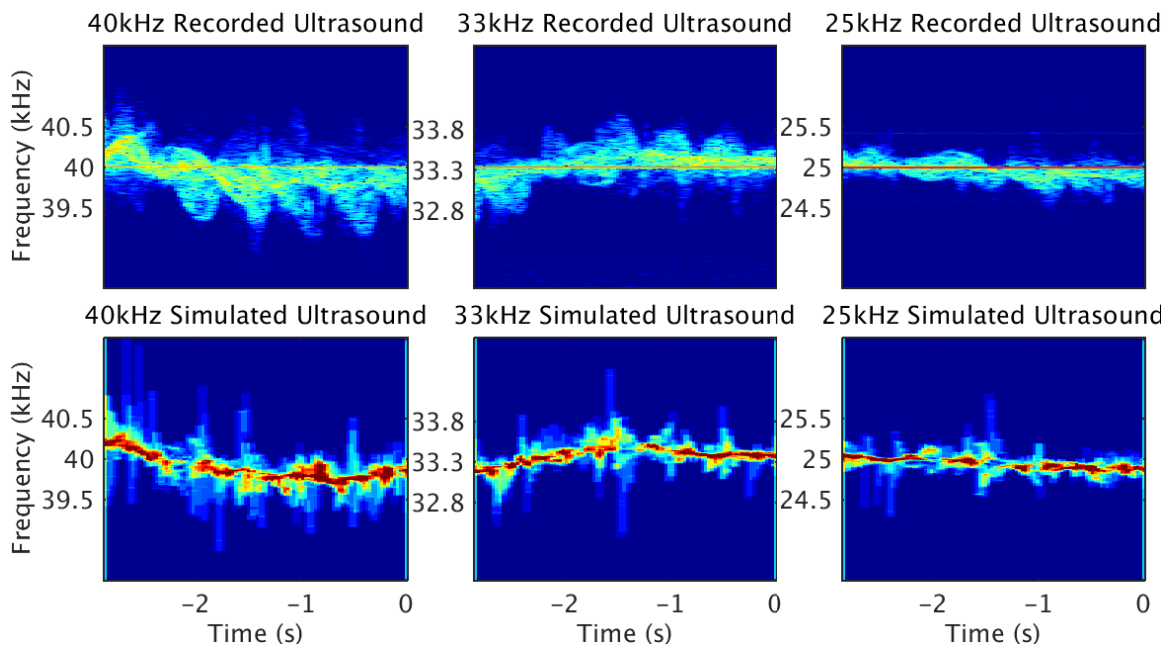 40kHz Recorded Ultrasound
33kHz Recorded Ultrasound
25kHz Recorded Ultrasound
Frequency (kHz)
40.5
40
39.5
33.8
33.3
32.8
25.5
25
24.5
40kHz Simulated Ultrasound
33kHz Simulated Ultrasound
25kHz Simulated Ultrasound
Frequency (kHz)
40.5
40
39.5
33.8
33.3
32.8
25.5
25
24.5
−2 −1 0
−2 −1 0
−2 −1 0
Time (s)
Time (s)
Time (s)